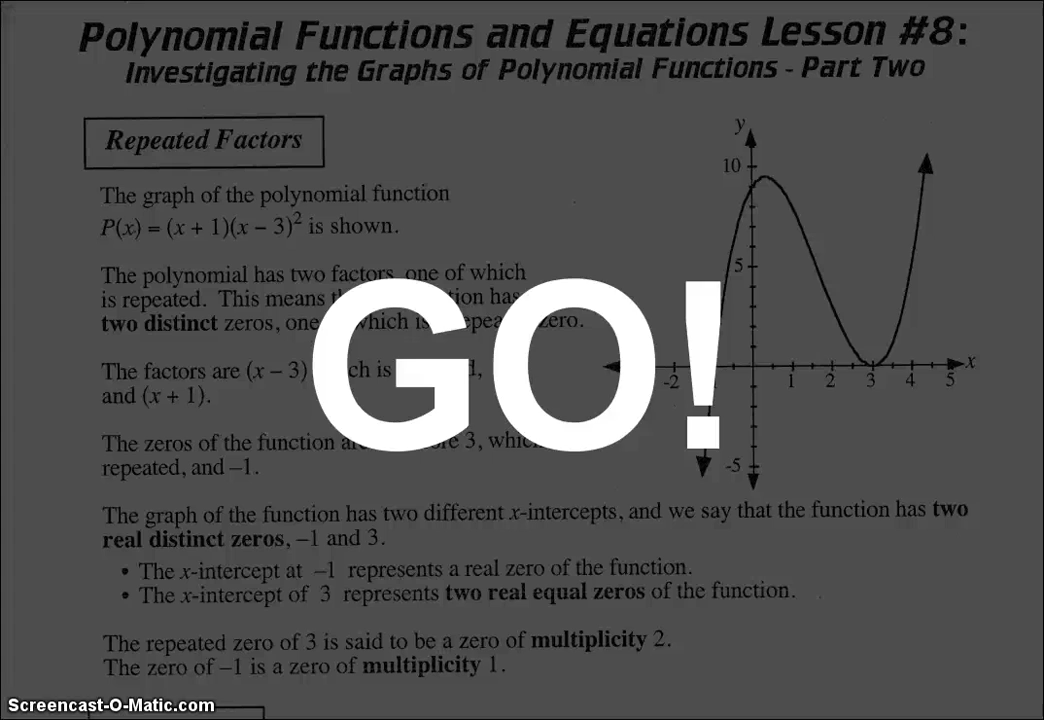 Polynomial Functions and Equations Lesson #8:
Investigating the Graphs of Polynomial Functions - Part Two
Repeated Factors
The graph of the polynomial function
P(x) = (x + 1)(x – 3)² is shown.
The polynomial has two factors, one of which
is repeated. This means has
two distinct zeros, one zero.
The factors are (x – 3)
and (x + 1).
The zeros of the function 3,
repeated, and –1.
GO!
y
10
5
-2
1
2
3
4
5
x
-5
The graph of the function has two different x-intercepts, and we say that the function has two
real distinct zeros, –1 and 3.
• The x-intercept at –1 represents a real zero of the function.
• The x-intercept of 3 represents two real equal zeros of the function.
The repeated zero of 3 is said to be a zero of multiplicity 2.
The zero of –1 is a zero of multiplicity 1.
Screencast-O-Matic.com